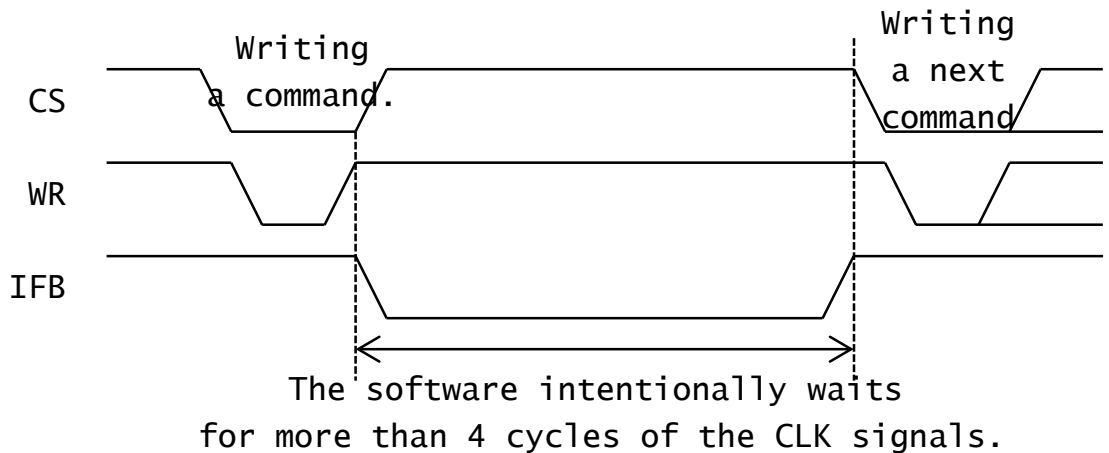 Writing
a command.
Writing
a next
command
CS
WR
IFB
The software intentionally waits
for more than 4 cycles of the CLK signals.